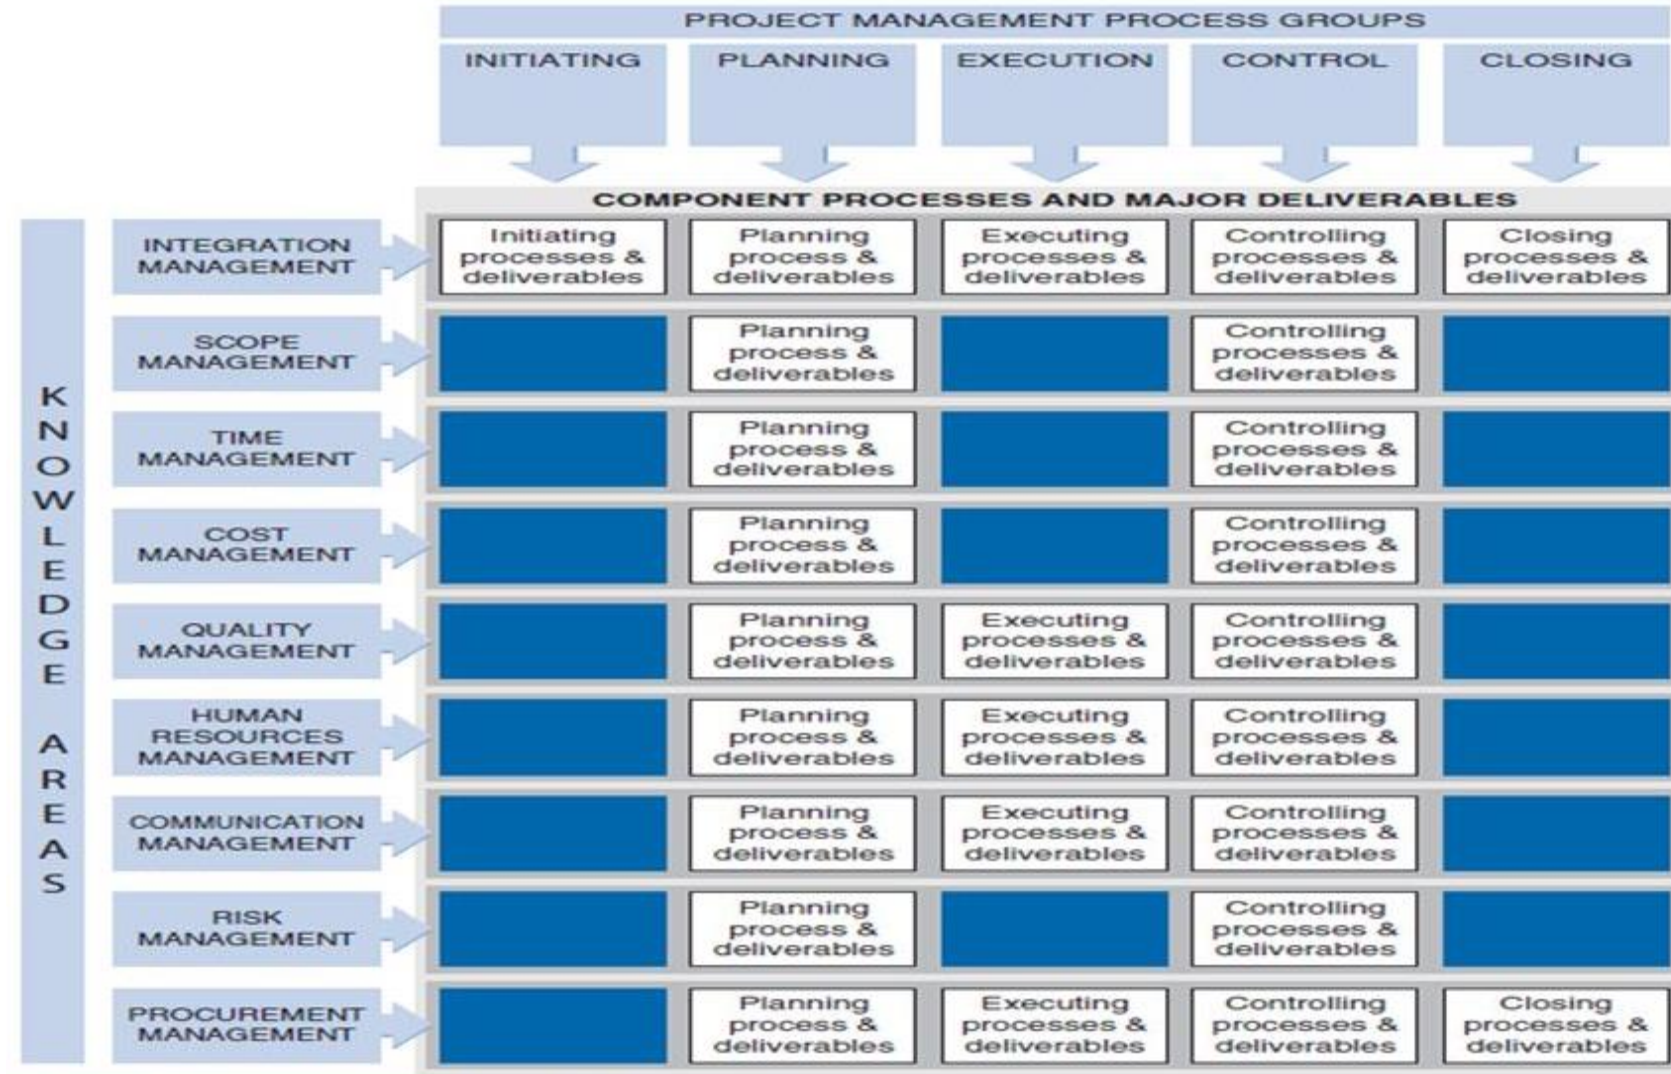 PROJECT MANAGEMENT PROCESS GROUPS
INITIATING
PLANNING
EXECUTION
CONTROL
CLOSING
COMPONENT PROCESSES AND MAJOR DELIVERABLES
KNOWLEDGE AREAS
INTEGRATION
MANAGEMENT
Initiating
processes &
deliverables
Planning
process &
deliverables
Executing
processes &
deliverables
Controlling
processes &
deliverables
Closing
processes &
deliverables
SCOPE
MANAGEMENT
Planning
process &
deliverables
Controlling
processes &
deliverables
TIME
MANAGEMENT
Planning
process &
deliverables
Controlling
processes &
deliverables
COST
MANAGEMENT
Planning
process &
deliverables
Controlling
processes &
deliverables
QUALITY
MANAGEMENT
Planning
process &
deliverables
Executing
processes &
deliverables
Controlling
processes &
deliverables
HUMAN
RESOURCES
MANAGEMENT
Planning
process &
deliverables
Executing
processes &
deliverables
Controlling
processes &
deliverables
COMMUNICATION
MANAGEMENT
Planning
process &
deliverables
Executing
processes &
deliverables
Controlling
processes &
deliverables
RISK
MANAGEMENT
Planning
process &
deliverables
Controlling
processes &
deliverables
PROCUREMENT
MANAGEMENT
Planning
process &
deliverables
Executing
processes &
deliverables
Controlling
processes &
deliverables
Closing
processes &
deliverables